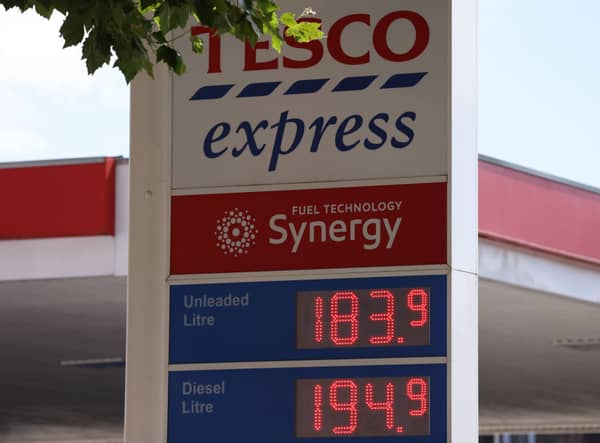 TESCO
express
FUEL TECHNOLOGY
Synergy
Unleaded
Litre
183.9
Diesel
Litre
194.9